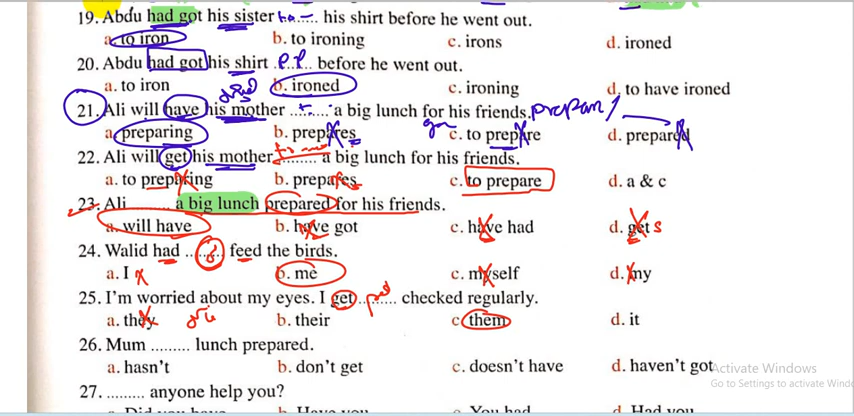 19. Abdu had got his sister ......... his shirt before he went out.
a. to iron b. to ironing c. irons d. ironed
20. Abdu had got his shirt P.P. before he went out.
a. to iron b. ironed c. ironing d. to have ironed
21. Ali will have his mother ......... a big lunch for his friends.
a. preparing b. prepares c. to prepare d. prepared
22. Ali will get his mother ......... a big lunch for his friends.
a. to preparing b. prepares c. to prepare d. a & c
23. Ali ......... a big lunch prepared for his friends.
a. will have b. have got c. have had d. gets
24. Walid had ......... feed the birds.
a. I b. me c. myself d. my
25. I'm worried about my eyes. I get ......... checked regularly.
a. they b. their c. them d. it
26. Mum ......... lunch prepared.
a. hasn't b. don't get c. doesn't have d. haven't got
Activate Windows
Go to Settings to activate Wind
27. ......... anyone help you?